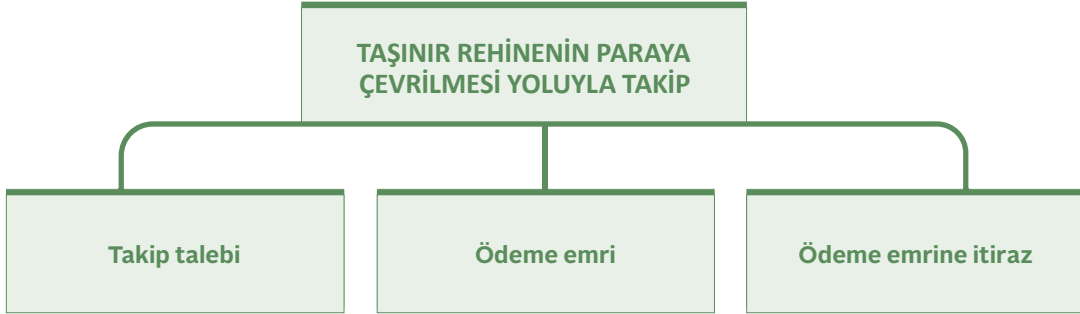 TAŞINIR REHİNENİN PARAYA
ÇEVRİLMESİ YOLUYLA TAKİP
Takip talebi
Ödeme emri
Ödeme emrine itiraz